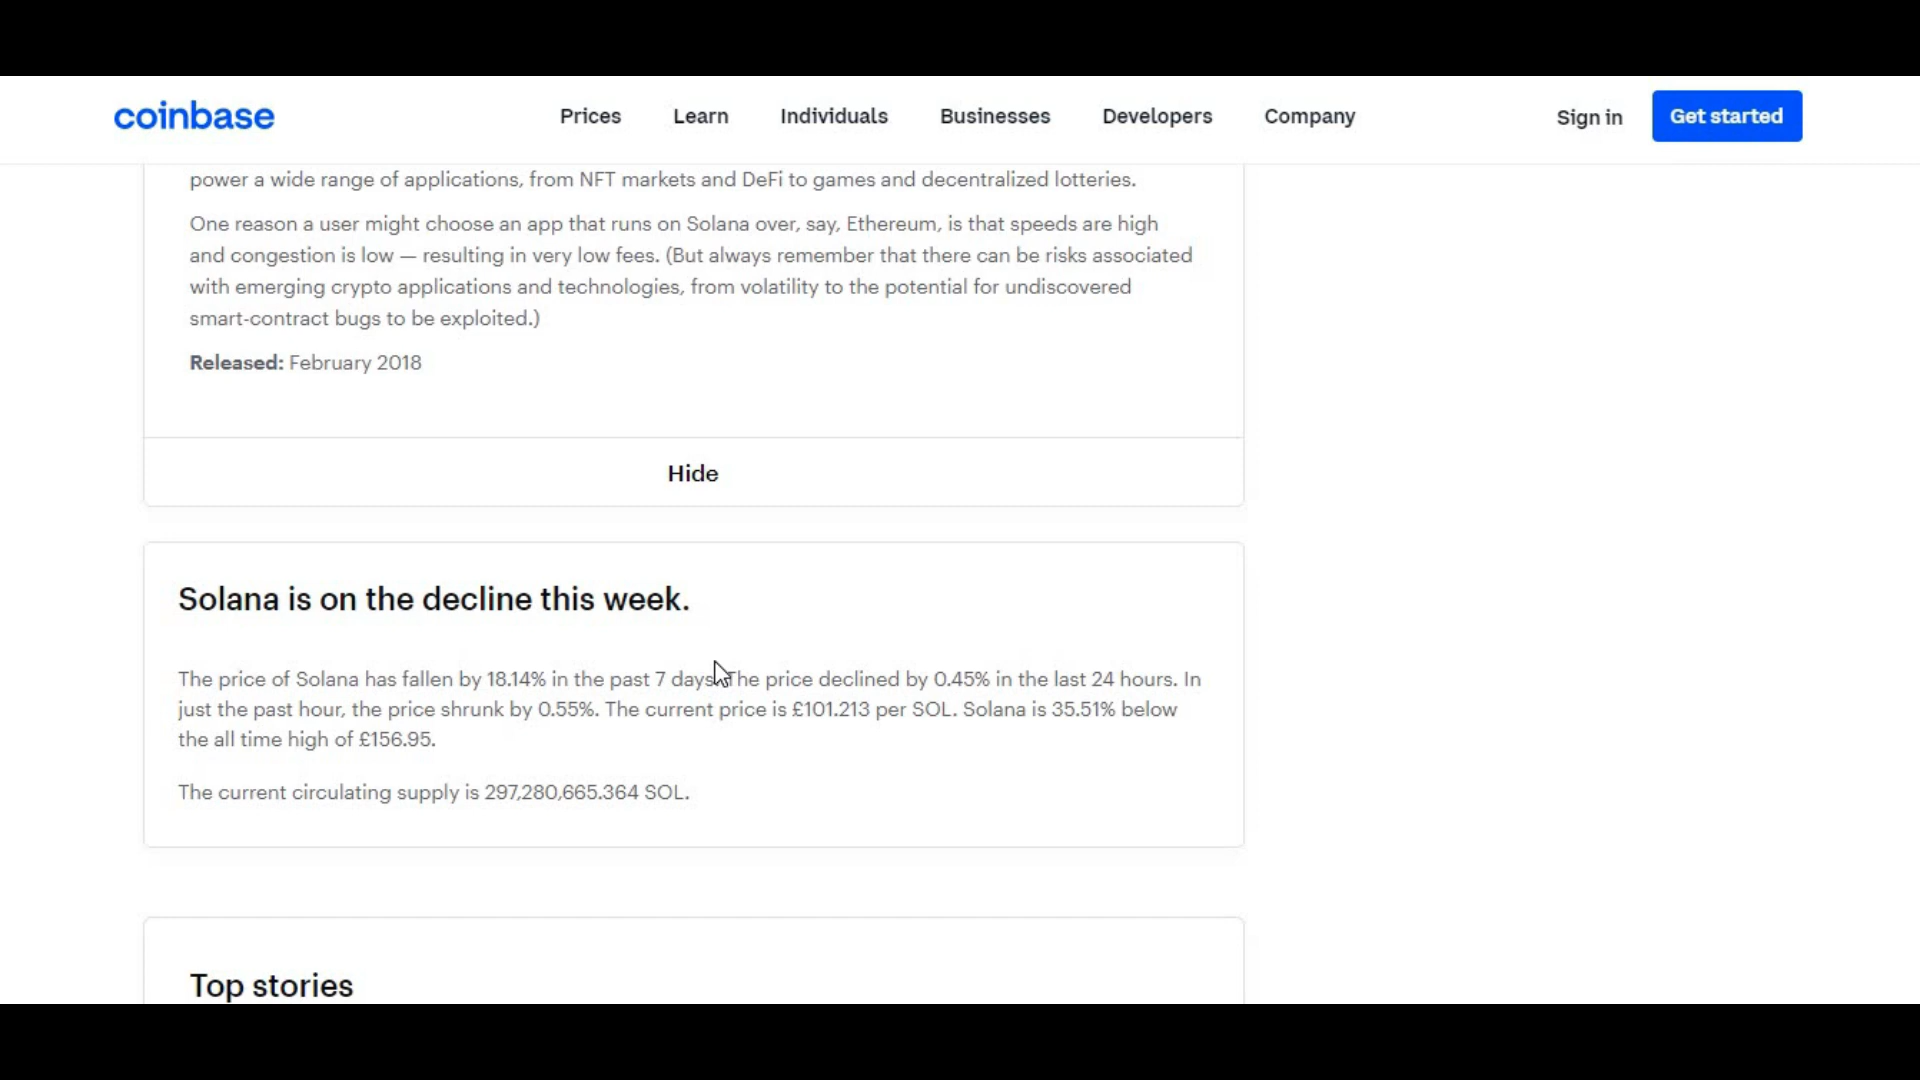 coinbase
Prices
Learn
Individuals
Businesses
Developers
Company
Sign in
Get started
power a wide range of applications, from NFT markets and DeFi to games and decentralized lotteries.
One reason a user might choose an app that runs on Solana over, say, Ethereum, is that speeds are high
and congestion is low — resulting in very low fees. (But always remember that there can be risks associated
with emerging crypto applications and technologies, from volatility to the potential for undiscovered
smart-contract bugs to be exploited.)
Released: February 2018
Hide
Solana is on the decline this week.
The price of Solana has fallen by 18.14% in the past 7 days. The price declined by 0.45% in the last 24 hours. In
just the past hour, the price shrunk by 0.55%. The current price is £101.213 per SOL. Solana is 35.51% below
the all time high of £156.95.
The current circulating supply is 297,280,665.364 SOL.
Top stories